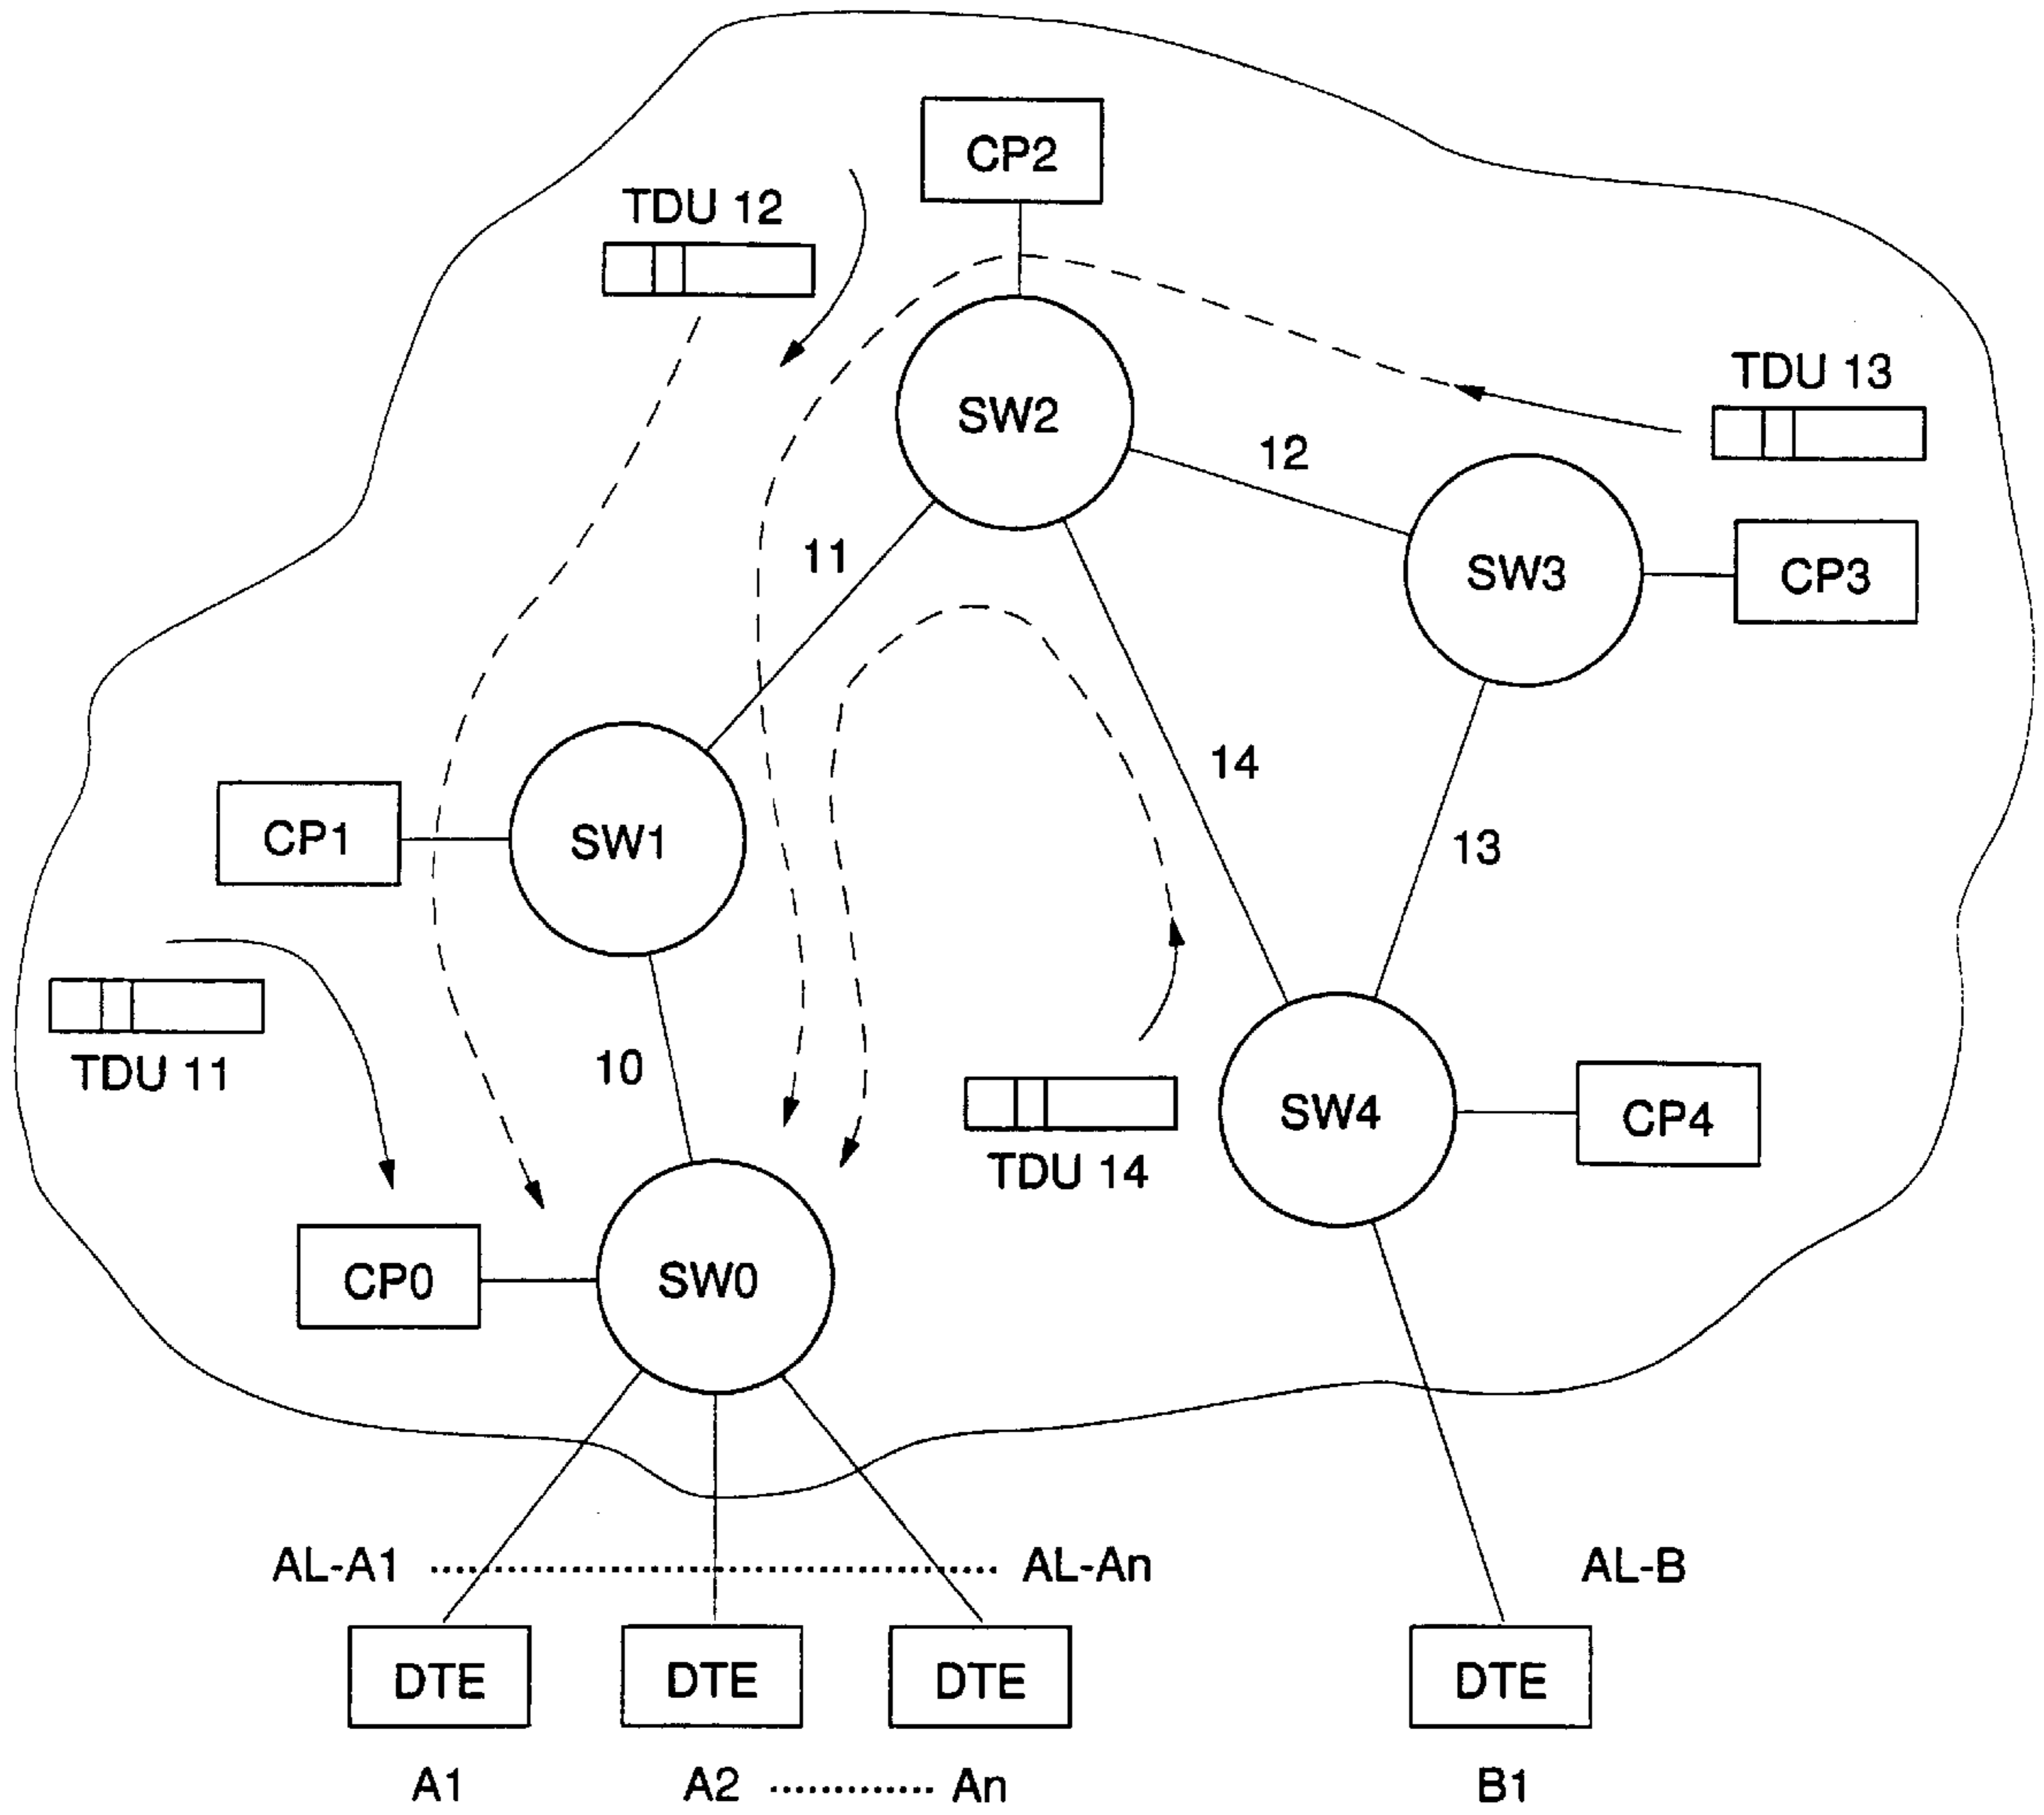 CP2
TDU 12
TDU 13
SW2
12
11
SW3
CP3
14
CP1
SW1
13
TDU 11
10
SW4
CP4
TDU 14
CP0
SW0
AL-A1
AL-An
AL-B
DTE
DTE
DTE
DTE
A1
A2
An
B1